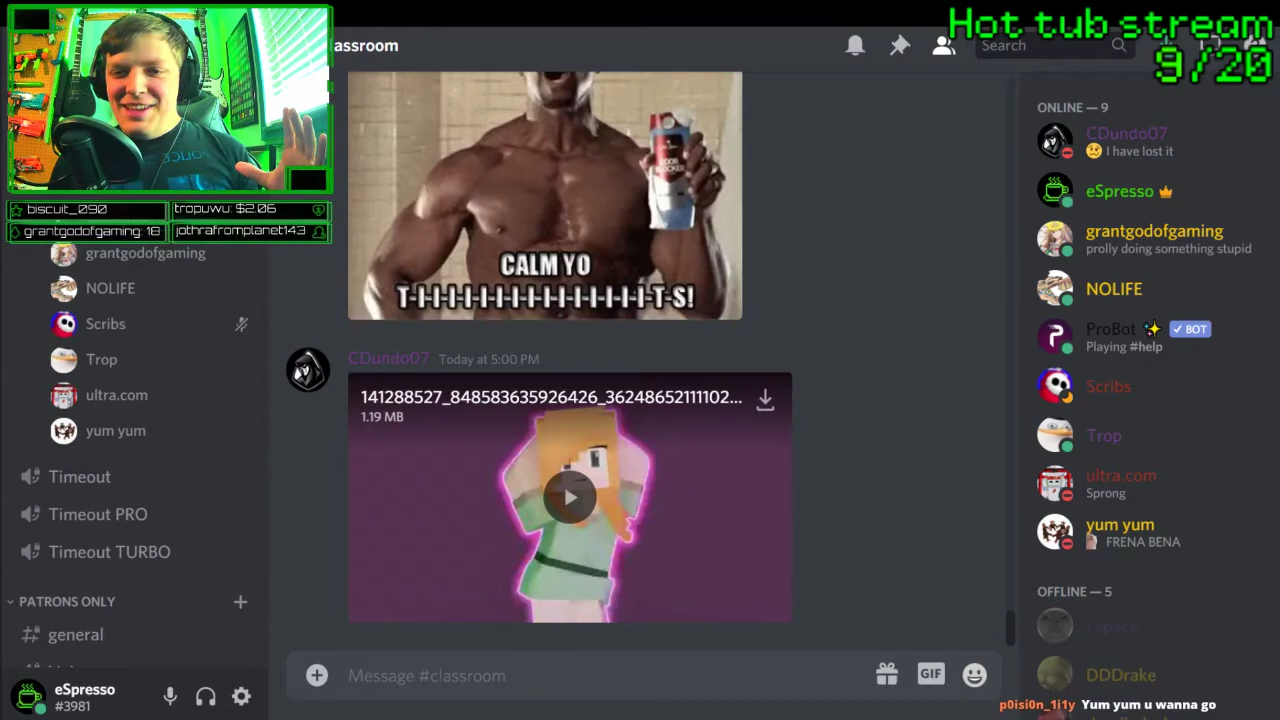 Hot tub stream
9/20
biscuit_090
tropuwu: $2.06
grantgodofgaming: 18
jothrafromplanet143
lassroom
Search
grantgodofgaming
NOLIFE
Scribs
Trop
ultra.com
yum yum
Timeout
Timeout PRO
Timeout TURBO
PATRONS ONLY
general
eSpresso
#3981
CALM YO
T-I-I-I-I-I-I-I-I-I-I-I-I-I-I-T-S!
CDundo07 Today at 5:00 PM
141288527_848583635926426_36248652111102...
1.19 MB
Message #classroom
GIF
ONLINE — 9
CDundo07
I have lost it
eSpresso
grantgodofgaming
prolly doing something stupid
NOLIFE
ProBot ✨ ✓ BOT
Playing #help
Scribs
Trop
ultra.com
Sprong
yum yum
FRENA BENA
OFFLINE — 5
DDDrake
p0isi0n_1i1y Yum yum u wanna go